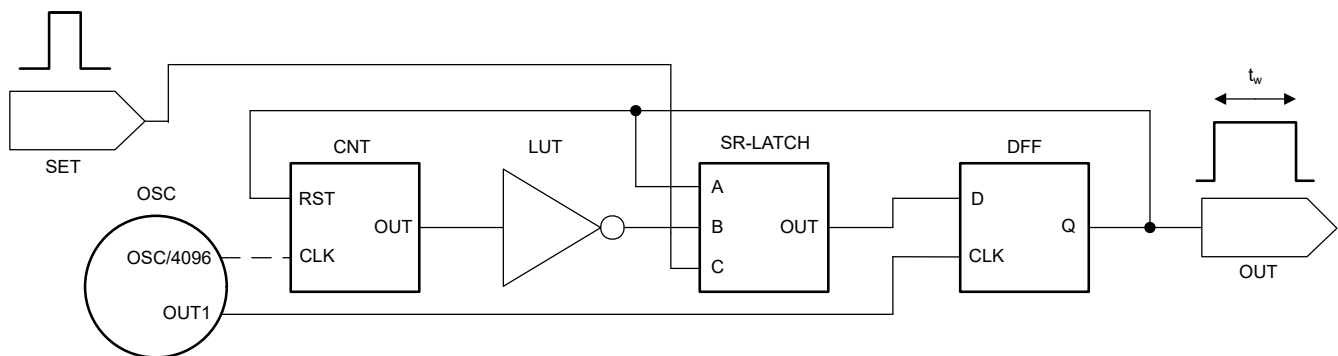 t_w
SET
CNT
LUT
SR-LATCH
DFF
OSC
RST
OUT
CLK
A
B
C
OUT
D
CLK
Q
OUT
OSC/4096
OUT1